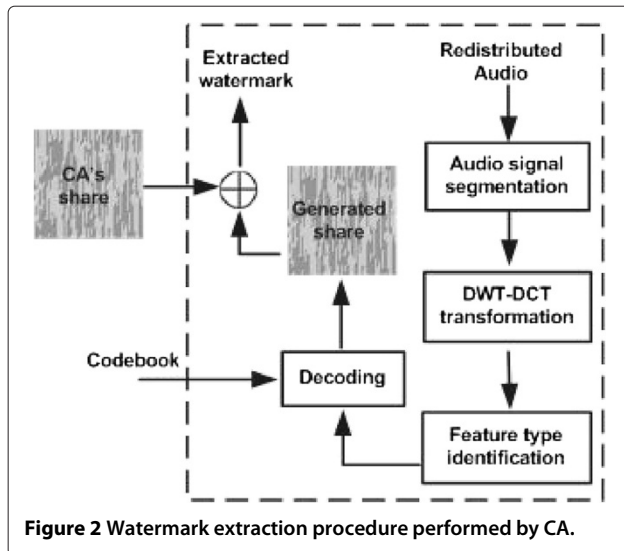 Extracted
watermark
Redistributed
Audio
CA's
share
Generated
share
Audio signal
segmentation
DWT-DCT
transformation
Codebook
Decoding
Feature type
identification
Figure 2 Watermark extraction procedure performed by CA.